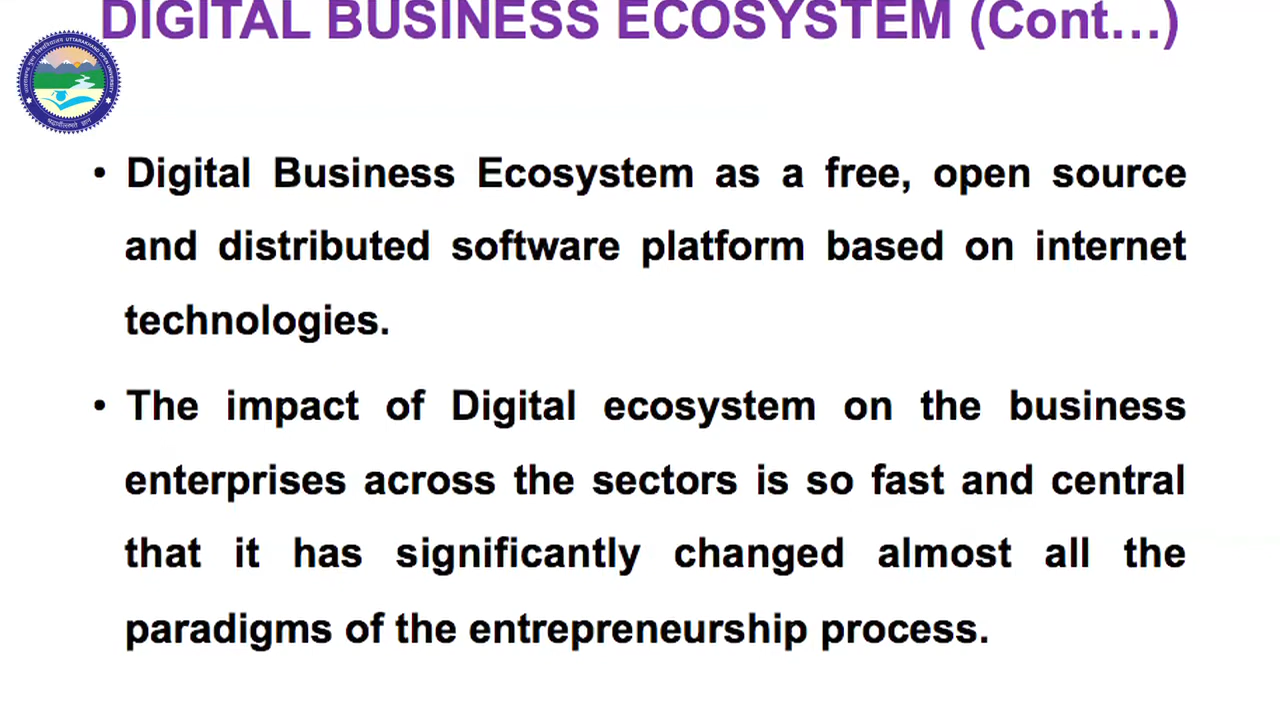 DIGITAL BUSINESS ECOSYSTEM (Cont…)
• Digital Business Ecosystem as a free, open source
and distributed software platform based on internet
technologies.
• The impact of Digital ecosystem on the business
enterprises across the sectors is so fast and central
that it has significantly changed almost all the
paradigms of the entrepreneurship process.